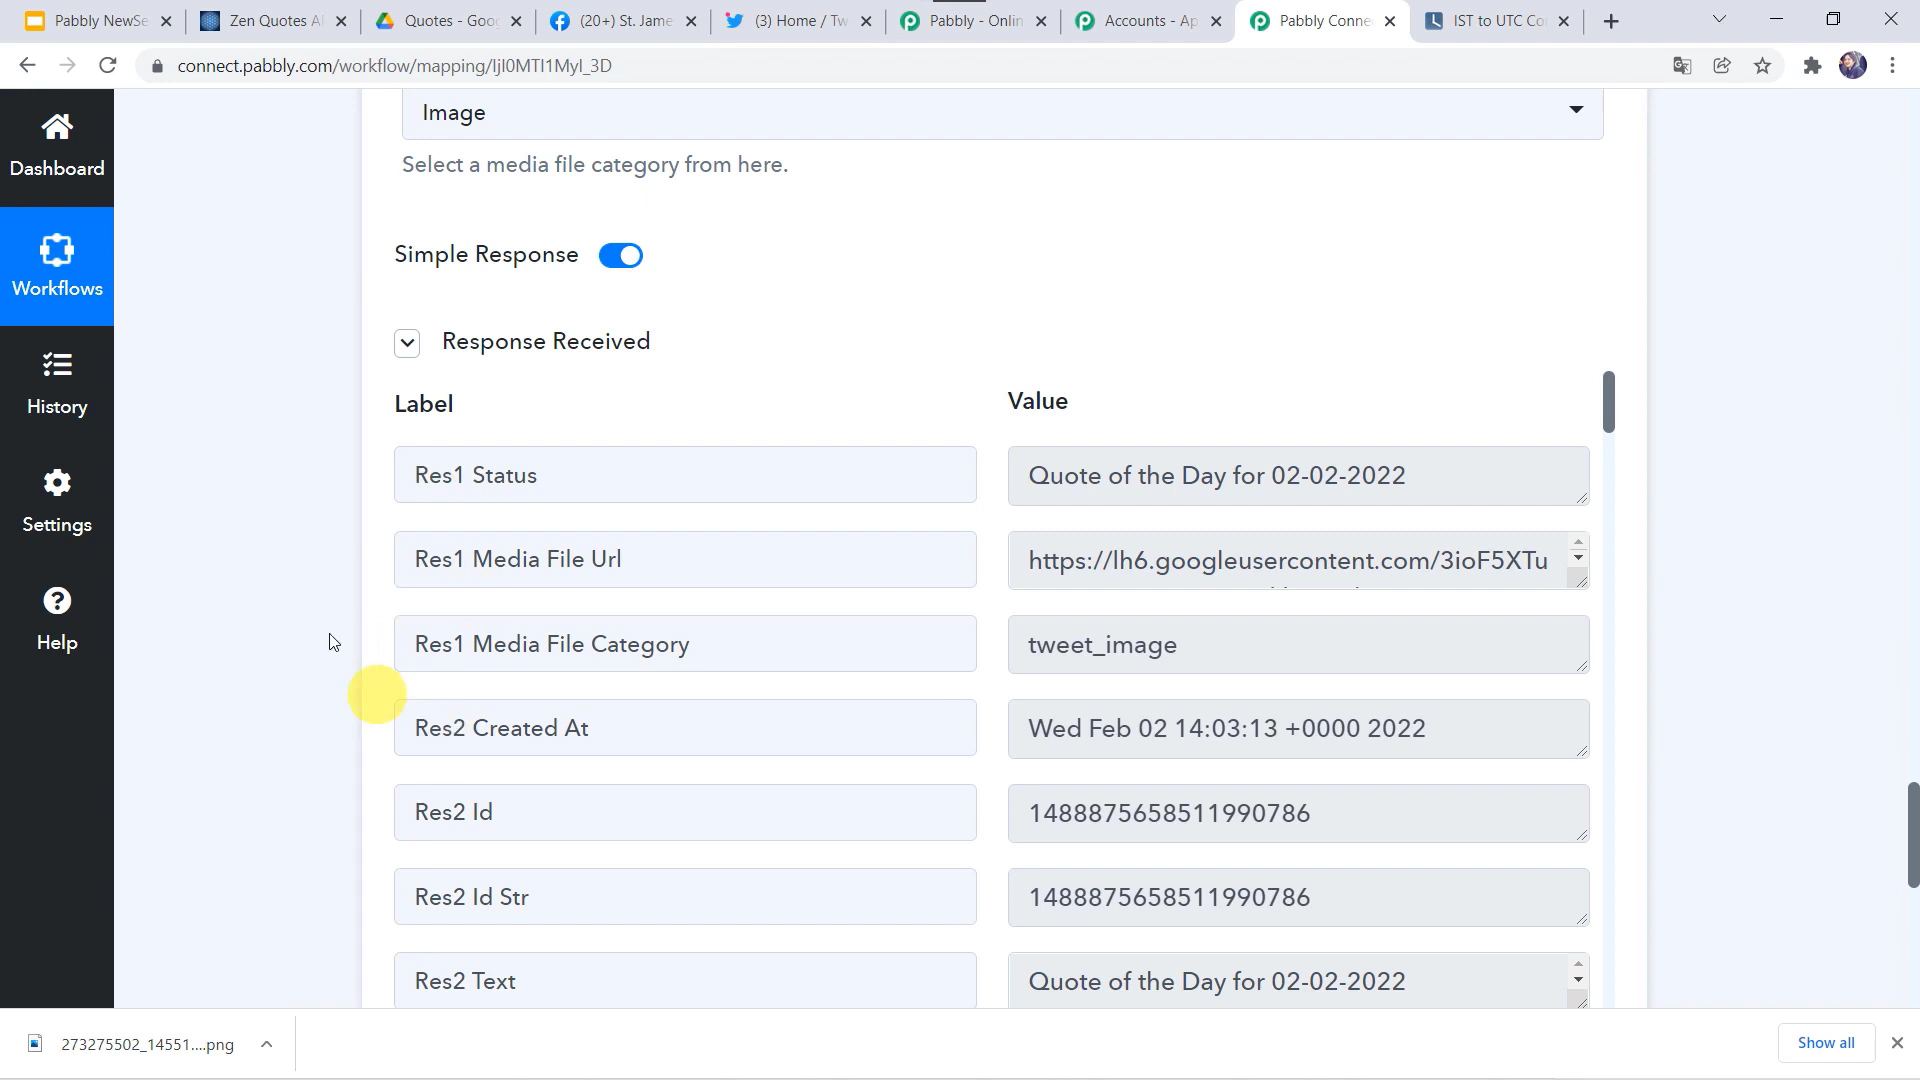 Pabbly NewSe
Zen Quotes AP
Quotes - Goog
(20+) St. Jame
(3) Home / Tw
Pabbly - Onlin
Accounts - Ap
Pabbly Conne
IST to UTC Co
connect.pabbly.com/workflow/mapping/IjI0MTI1MyI_3D
Dashboard
Workflows
History
Settings
Help
Image
Select a media file category from here.
Simple Response
Response Received
Label
Value
Res1 Status
Quote of the Day for 02-02-2022
Res1 Media File Url
https://lh6.googleusercontent.com/3ioF5XTu
Res1 Media File Category
tweet_image
Res2 Created At
Wed Feb 02 14:03:13 +0000 2022
Res2 Id
1488875658511990786
Res2 Id Str
1488875658511990786
Res2 Text
Quote of the Day for 02-02-2022
273275502_14551....png
Show all